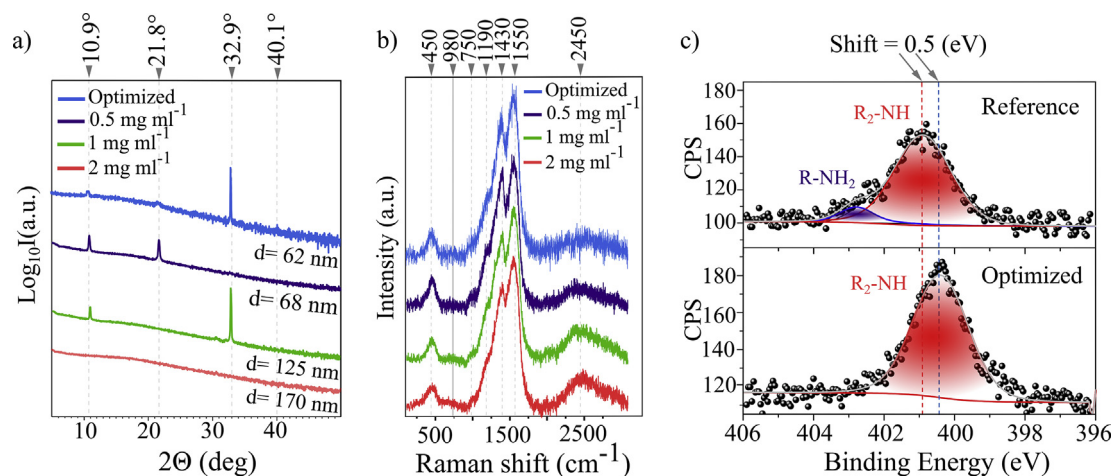 a)
10.9°
21.8°
32.9°
40.1°
Optimized
0.5 mg ml⁻¹
1 mg ml⁻¹
2 mg ml⁻¹
d= 62 nm
d= 68 nm
d= 125 nm
d= 170 nm
Log₁₀I(a.u.)
10 20 30 40
2Θ (deg)
b)
450
980
750
1190
1430
1550
2450
Optimized
0.5 mg ml⁻¹
1 mg ml⁻¹
2 mg ml⁻¹
Intensity (a.u.)
500 1500 2500
Raman shift (cm⁻¹)
c)
Shift = 0.5 (eV)
R₂-NH
Reference
R-NH₂
CPS
180
160
140
120
100
R₂-NH
Optimized
CPS
180
160
140
120
406 404 402 400 398 396
Binding Energy (eV)